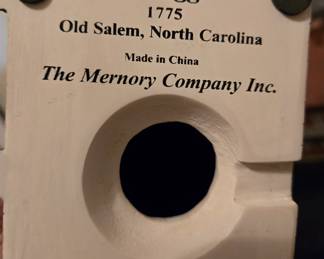 1775
Old Salem, North Carolina
Made in China
The Mernory Company Inc.